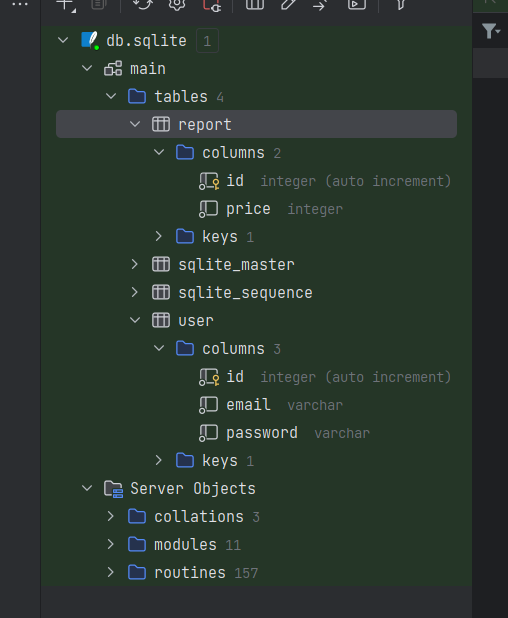 db.sqlite 1
main
tables 4
report
columns 2
id integer (auto increment)
price integer
keys 1
sqlite_master
sqlite_sequence
user
columns 3
id integer (auto increment)
email varchar
password varchar
keys 1
Server Objects
collations 3
modules 11
routines 157